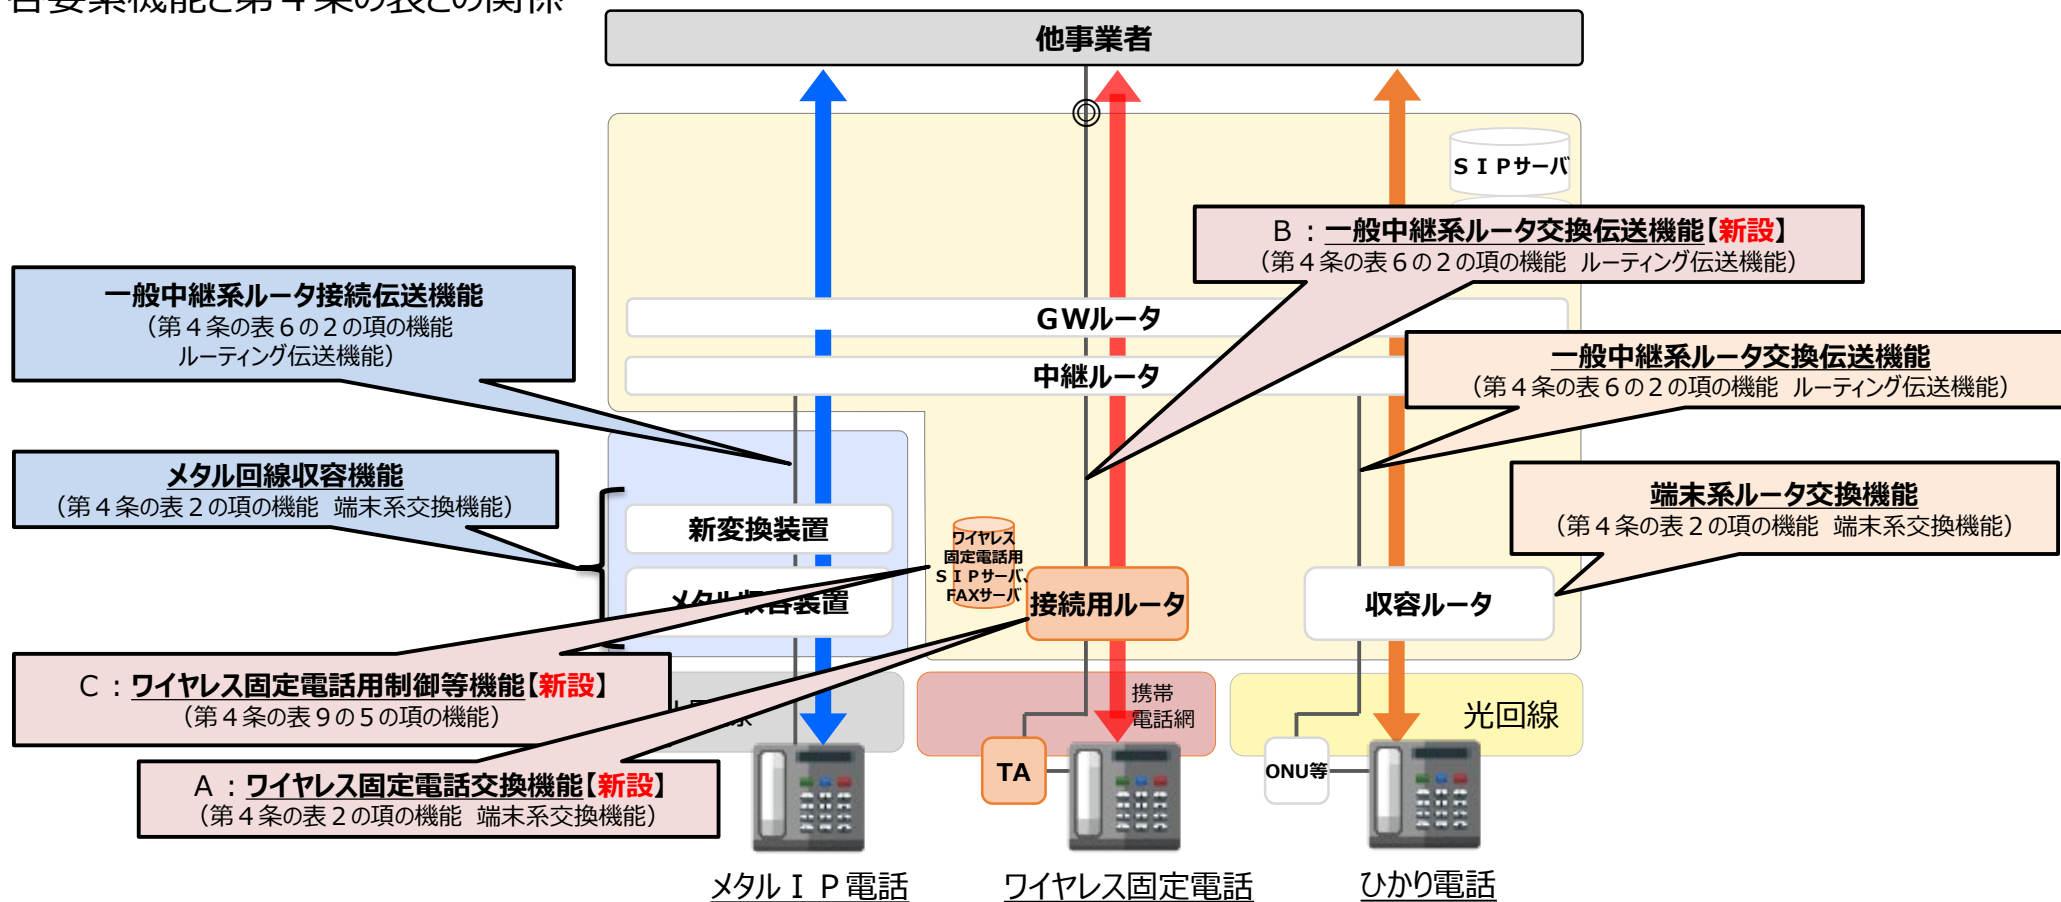 各要素機能と第４条の表との関係
他事業者
ＳＩＰサーバ
Ｂ：一般中継系ルータ交換伝送機能【新設】
（第４条の表６の２の項の機能 ルーティング伝送機能）
一般中継系ルータ接続伝送機能
（第４条の表６の２の項の機能
ルーティング伝送機能）
GWルータ
中継ルータ
一般中継系ルータ交換伝送機能
（第４条の表６の２の項の機能 ルーティング伝送機能）
メタル回線収容機能
（第４条の表２の項の機能 端末系交換機能）
端末系ルータ交換機能
（第４条の表２の項の機能 端末系交換機能）
新変換装置
ワイヤレス
固定電話用
ＳＩＰサーバ、
FAXサーバ
メタル収容装置
接続用ルータ
収容ルータ
Ｃ：ワイヤレス固定電話用制御等機能【新設】
（第４条の表９の５の項の機能）
携帯
電話網
光回線
Ａ：ワイヤレス固定電話交換機能【新設】
（第４条の表２の項の機能 端末系交換機能）
TA
ONU等
メタルＩＰ電話
ワイヤレス固定電話
ひかり電話